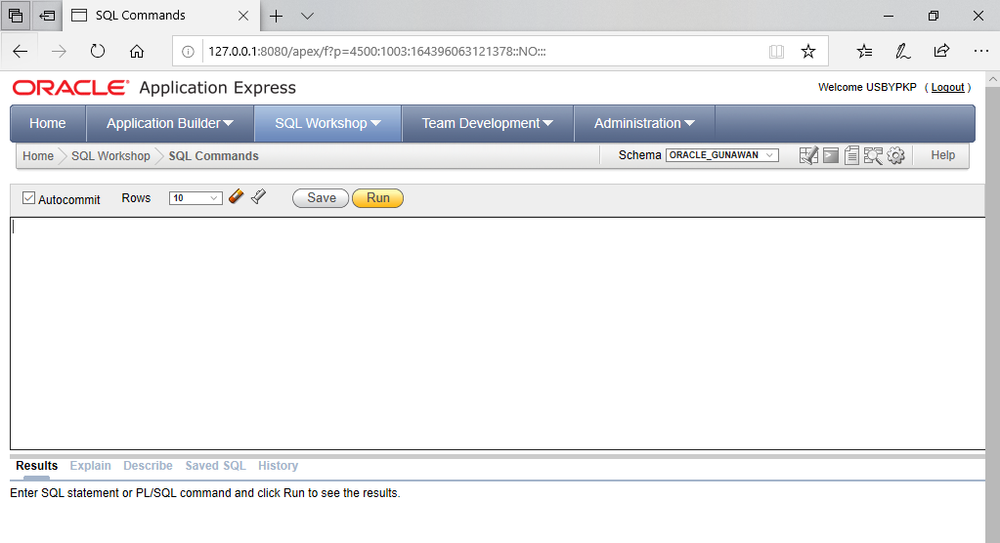 SQL Commands
127.0.0.1:8080/apex/f?p=4500:1003:164396063121378::NO:::
ORACLE® Application Express
Welcome USBYPKP ( Logout )
Home Application Builder SQL Workshop Team Development Administration
Home SQL Workshop SQL Commands Schema ORACLE_GUNAWAN Help
Autocommit Rows 10 Save Run
Results Explain Describe Saved SQL History
Enter SQL statement or PL/SQL command and click Run to see the results.